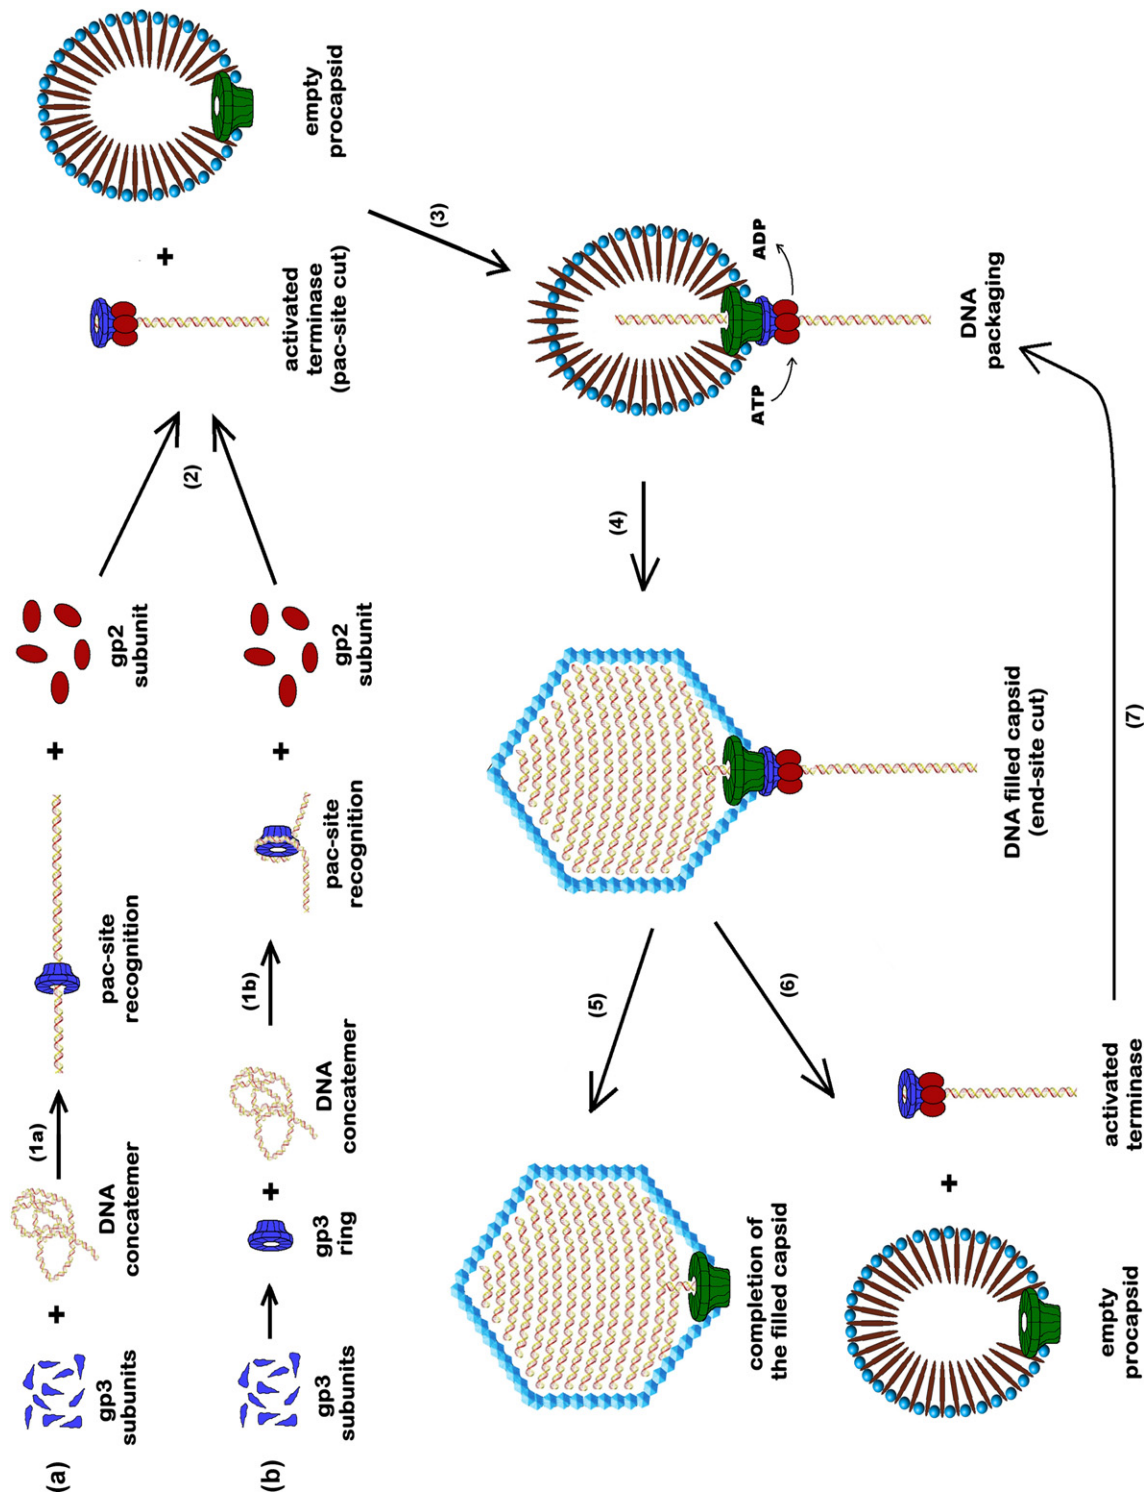 (a)
gp3
subunits
+
DNA
concatemer
(1a)
pac-site
recognition
+
gp2
subunit
(b)
gp3
subunits
gp3
ring
+
DNA
concatemer
(1b)
pac-site
recognition
+
gp2
subunit
(2)
activated
terminase
(pac-site cut)
+
empty
procapsid
(3)
ATP
ADP
DNA
packaging
(4)
DNA filled capsid
(end-site cut)
(5)
completion of
the filled capsid
(6)
empty
procapsid
+
activated
terminase
(7)